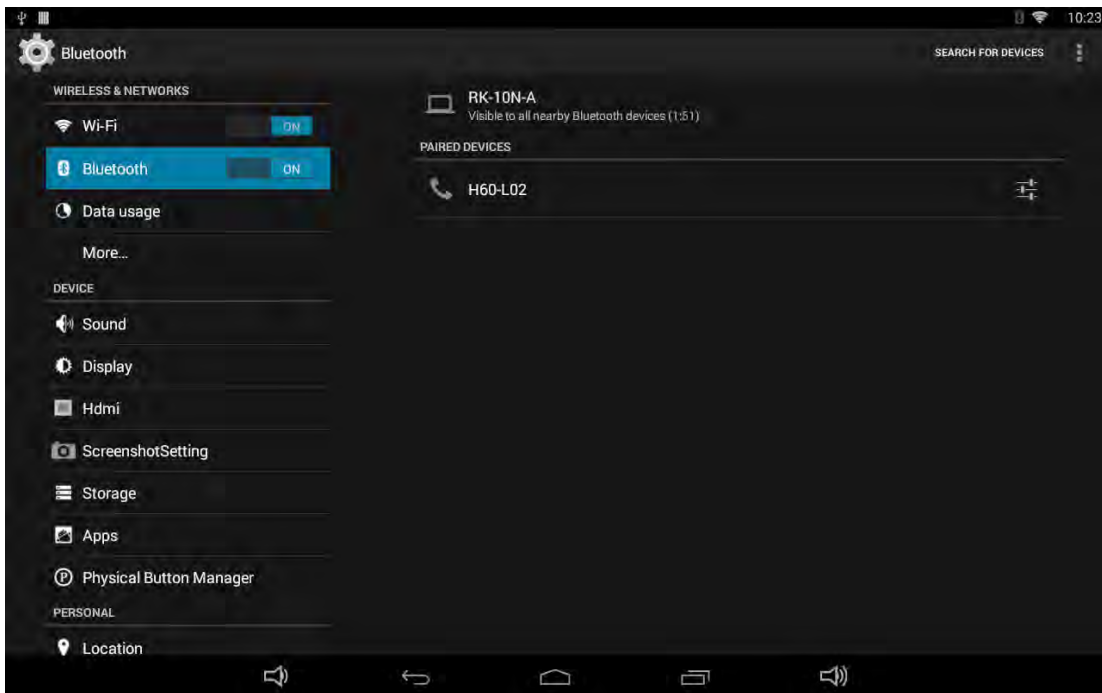 10:23
Bluetooth
SEARCH FOR DEVICES
WIRELESS & NETWORKS
Wi-Fi ON
Bluetooth ON
Data usage
More...
DEVICE
Sound
Display
Hdmi
ScreenshotSetting
Storage
Apps
Physical Button Manager
PERSONAL
Location
RK-10N-A
Visible to all nearby Bluetooth devices (1:51)
PAIRED DEVICES
H60-L02